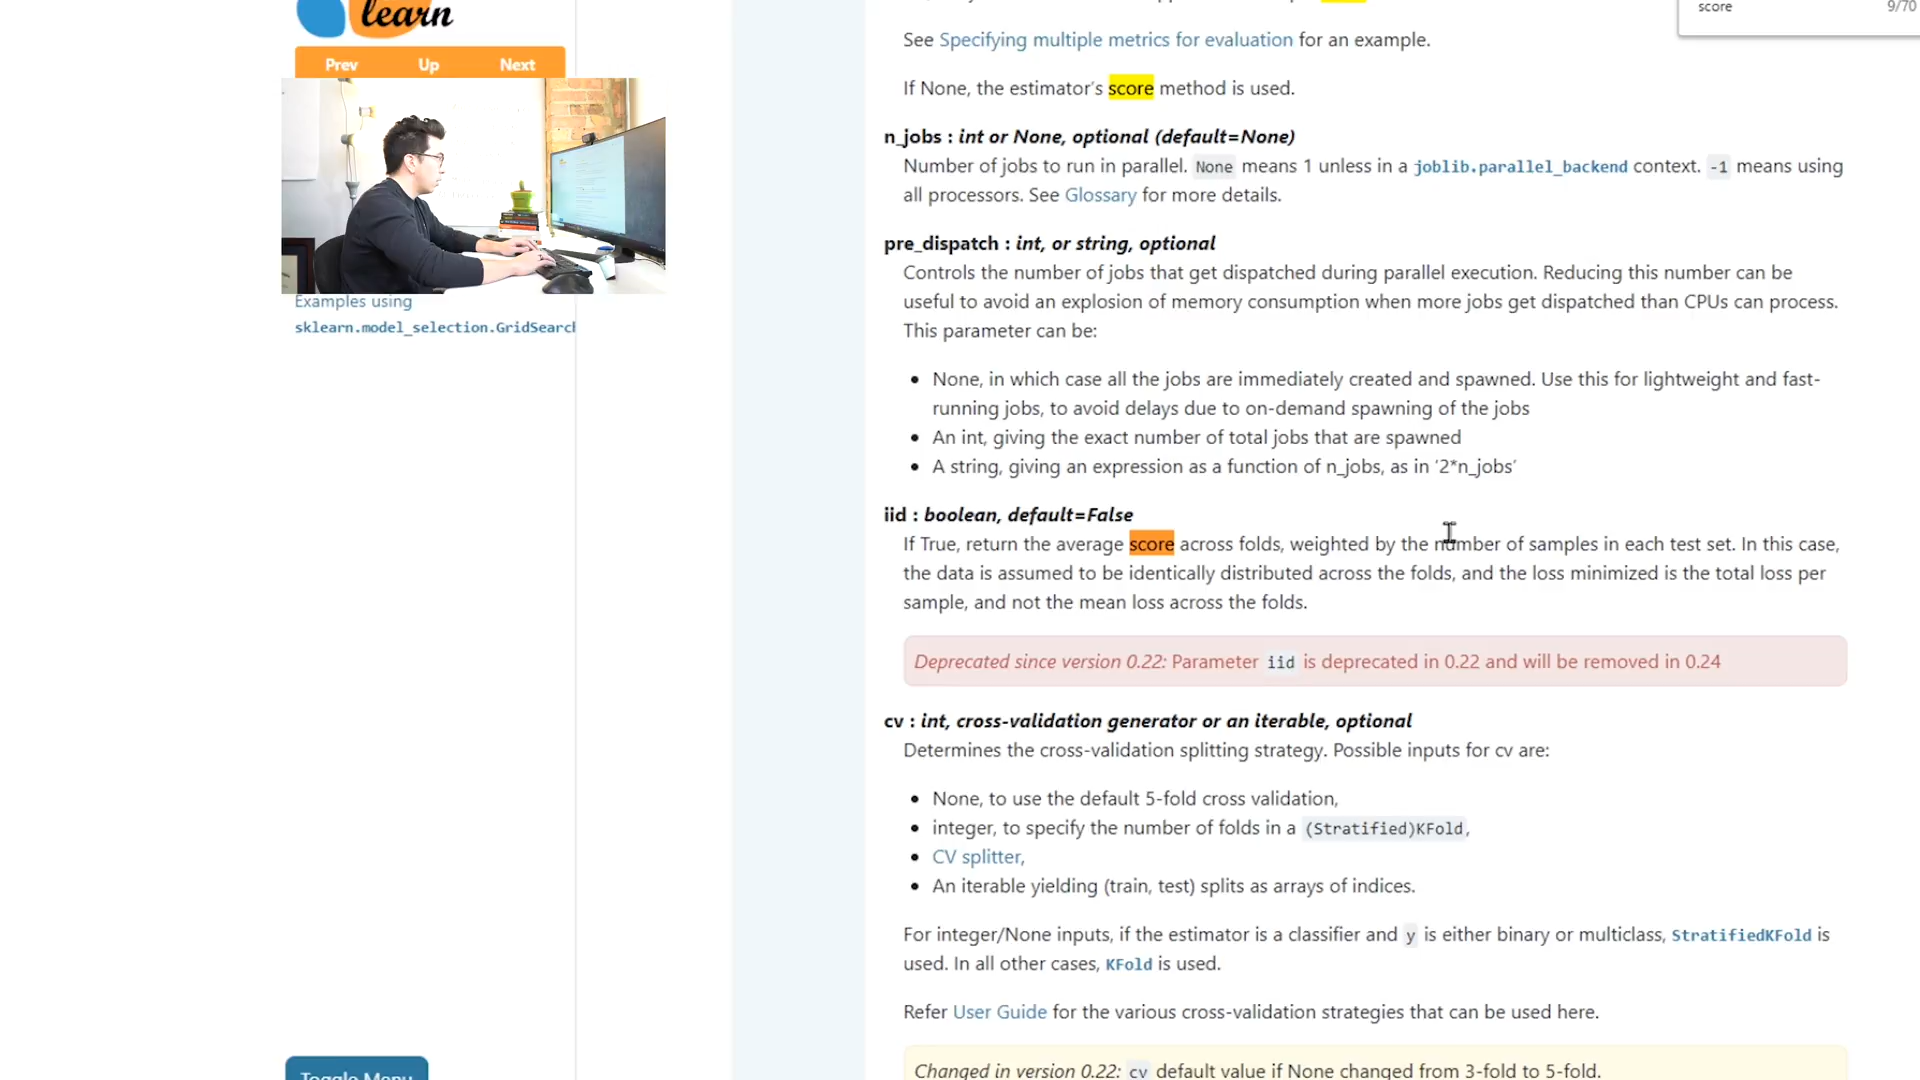 learn
score 9/70
Prev Up Next
See Specifying multiple metrics for evaluation for an example.
If None, the estimator's score method is used.
n_jobs : int or None, optional (default=None)
Number of jobs to run in parallel. None means 1 unless in a joblib.parallel_backend context. -1 means using
all processors. See Glossary for more details.
pre_dispatch : int, or string, optional
Controls the number of jobs that get dispatched during parallel execution. Reducing this number can be
useful to avoid an explosion of memory consumption when more jobs get dispatched than CPUs can process.
This parameter can be:
Examples using
sklearn.model_selection.GridSearch
None, in which case all the jobs are immediately created and spawned. Use this for lightweight and fast-
running jobs, to avoid delays due to on-demand spawning of the jobs
An int, giving the exact number of total jobs that are spawned
A string, giving an expression as a function of n_jobs, as in '2*n_jobs'
iid : boolean, default=False
If True, return the average score across folds, weighted by the number of samples in each test set. In this case,
the data is assumed to be identically distributed across the folds, and the loss minimized is the total loss per
sample, and not the mean loss across the folds.
Deprecated since version 0.22: Parameter iid is deprecated in 0.22 and will be removed in 0.24
cv : int, cross-validation generator or an iterable, optional
Determines the cross-validation splitting strategy. Possible inputs for cv are:
None, to use the default 5-fold cross validation,
integer, to specify the number of folds in a (Stratified)KFold,
CV splitter,
An iterable yielding (train, test) splits as arrays of indices.
For integer/None inputs, if the estimator is a classifier and y is either binary or multiclass, StratifiedKFold is
used. In all other cases, KFold is used.
Refer User Guide for the various cross-validation strategies that can be used here.
Changed in version 0.22: cv default value if None changed from 3-fold to 5-fold.
Toggle Menu